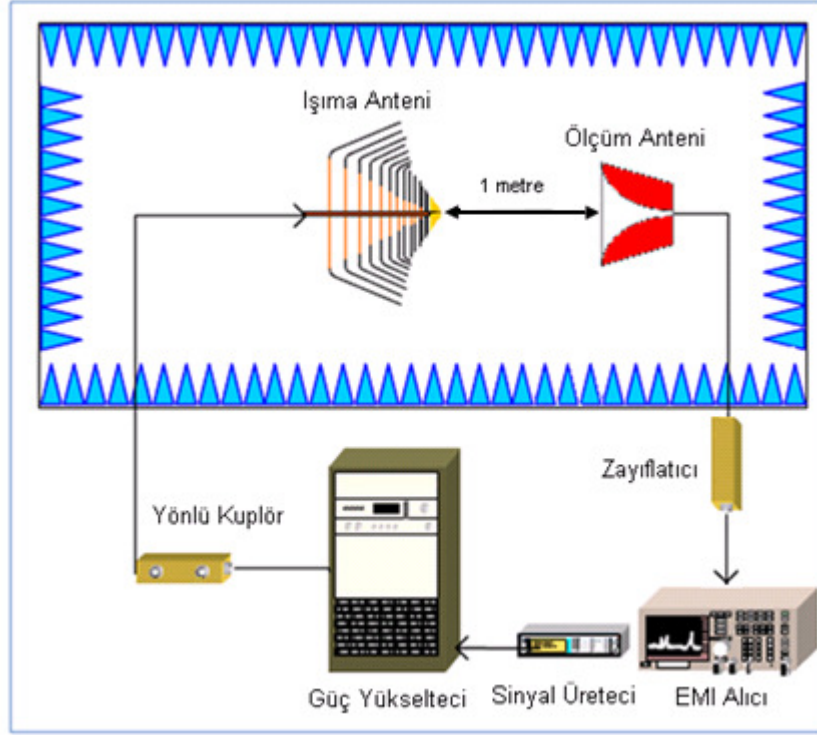 Işıma Anteni
Ölçüm Anteni
1 metre
Zayıflatıcı
Yönlü Kuplör
Güç Yükselteci
Sinyal Üreteci
EMI Alıcı